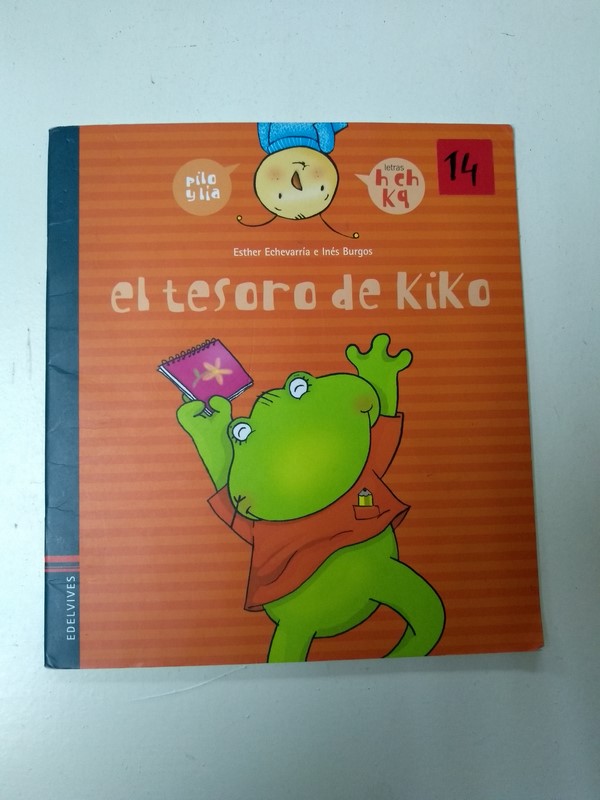 pilo
y lía
letras
h ch
k q
14
Esther Echevarría e Inés Burgos
el tesoro de kiko
EDELVIVES